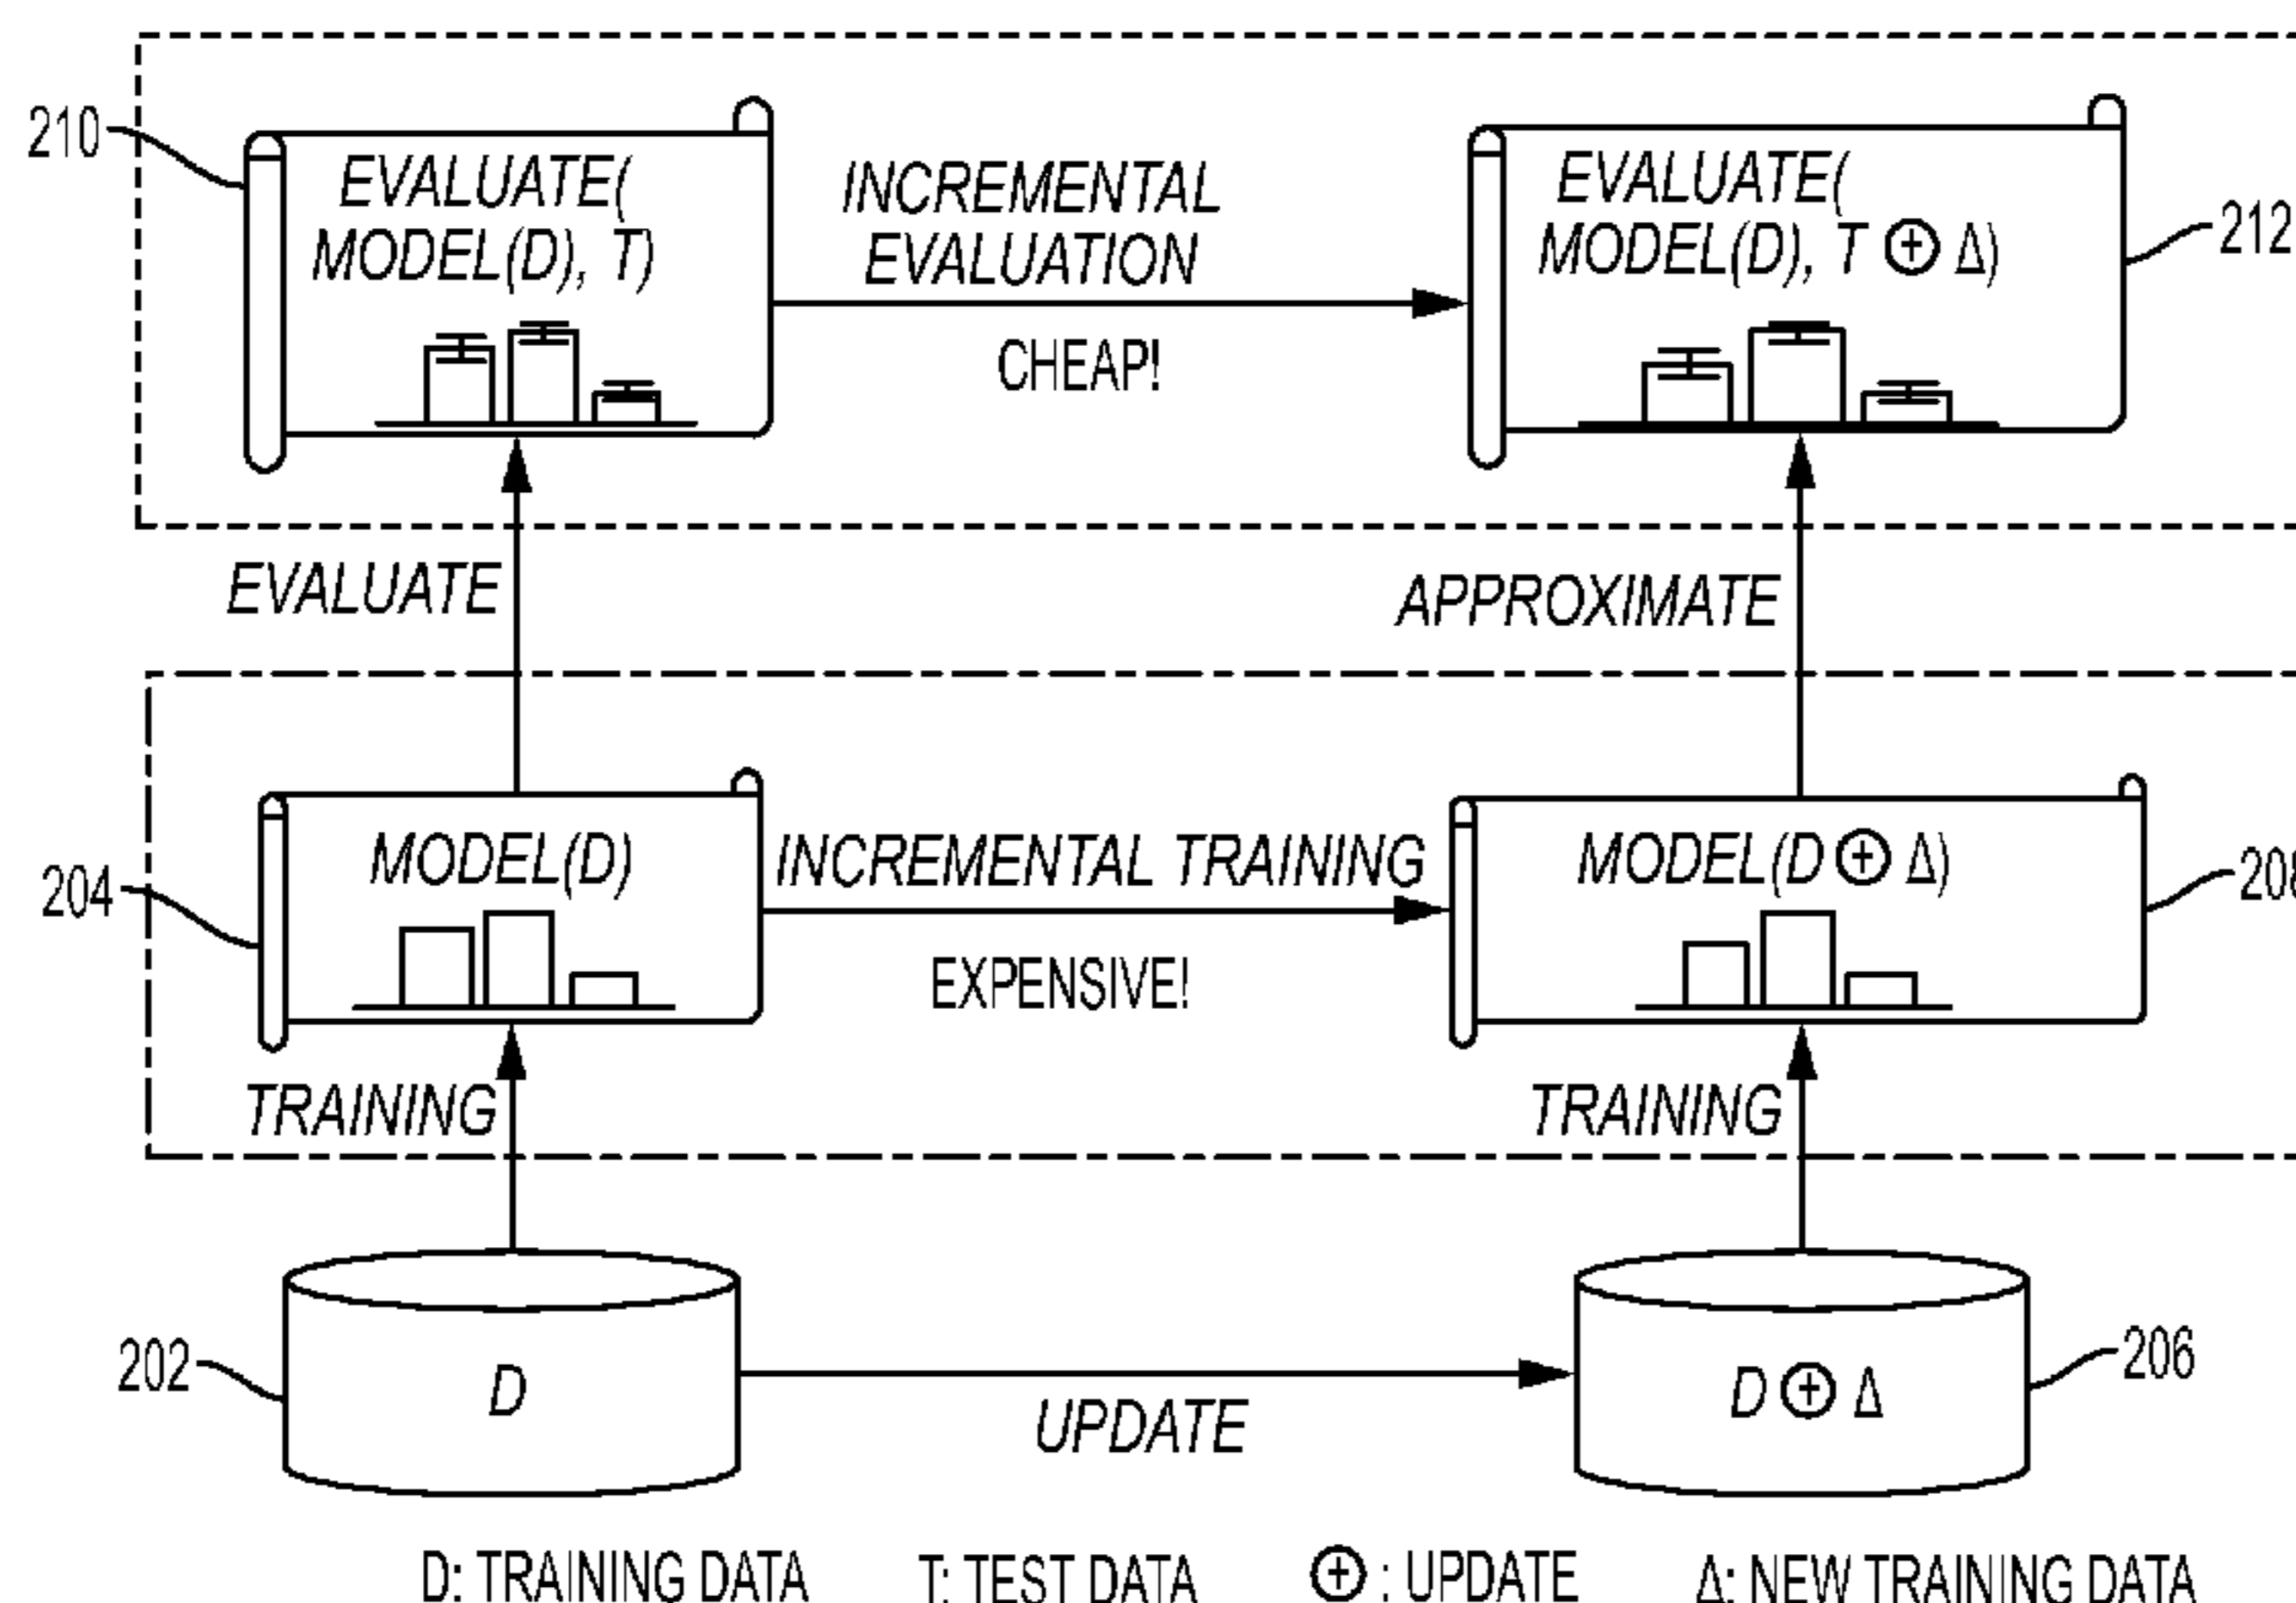 210
EVALUATE(
MODEL(D), T)
INCREMENTAL
EVALUATION
CHEAP!
EVALUATE(
MODEL(D), T ⊕ Δ)
212
EVALUATE
APPROXIMATE
204
MODEL(D)
INCREMENTAL TRAINING
EXPENSIVE!
MODEL(D ⊕ Δ)
208
TRAINING
TRAINING
202
D
UPDATE
D ⊕ Δ
206
D: TRAINING DATA T: TEST DATA ⊕ : UPDATE Δ: NEW TRAINING DATA